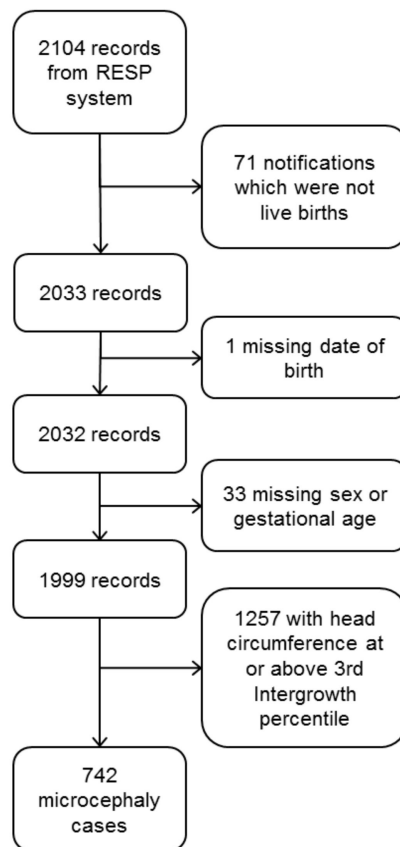 2104 records
from RESP
system
71 notifications
which were not
live births
2033 records
1 missing date of
birth
2032 records
33 missing sex or
gestational age
1999 records
1257 with head
circumference at
or above 3rd
Intergrowth
percentile
742
microcephaly
cases